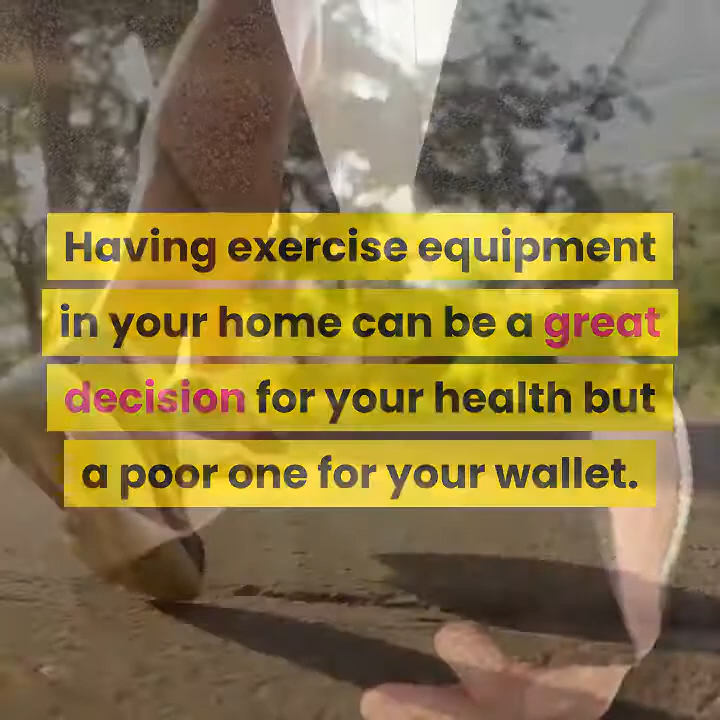 Having exercise equipment
in your home can be a great
decision for your health but
a poor one for your wallet.